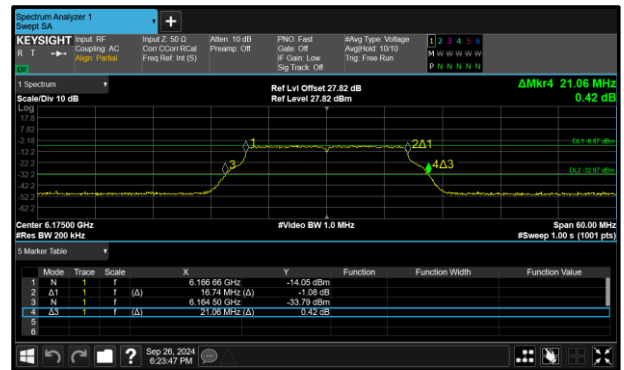 Spectrum Analyzer 1
Swept SA
+
KEYSIGHT Input: RF Input Z: 50 Ω Atten: 10 dB PNO: Fast #Avg Type: Voltage 1 2 3 4 5 6
R T Coupling: AC Corr CCorr RCal Preamp: Off Gate: Off Avg|Hold: 10/10 M W W W W W
Align: Partial Freq Ref: Int (S) IF Gain: Low Trig: Free Run
Sig Track: Off P N N N N N
1 Spectrum Ref Lvl Offset 27.82 dB ΔMkr4 21.06 MHz
Scale/Div 10 dB Ref Level 27.82 dBm 0.42 dB
Log
17.8
7.82
-2.18
-12.2
-22.2
-32.2
-42.2
-52.2
-62.2
1
2Δ1
DL1 -6.87 dBm
3
4Δ3
DL2 -32.87 dBm
Center 6.17500 GHz #Video BW 1.0 MHz Span 60.00 MHz
#Res BW 200 kHz #Sweep 1.00 s (1001 pts)
5 Marker Table
Mode Trace Scale X Y Function Function Width Function Value
1 N 1 f 6.166 66 GHz -14.05 dBm
2 Δ1 1 f (Δ) 16.74 MHz (Δ) -1.08 dB
3 N 1 f 6.164 50 GHz -33.79 dBm
4 Δ3 1 f (Δ) 21.06 MHz (Δ) 0.42 dB
5
6
? Sep 26, 2024
6:23:47 PM